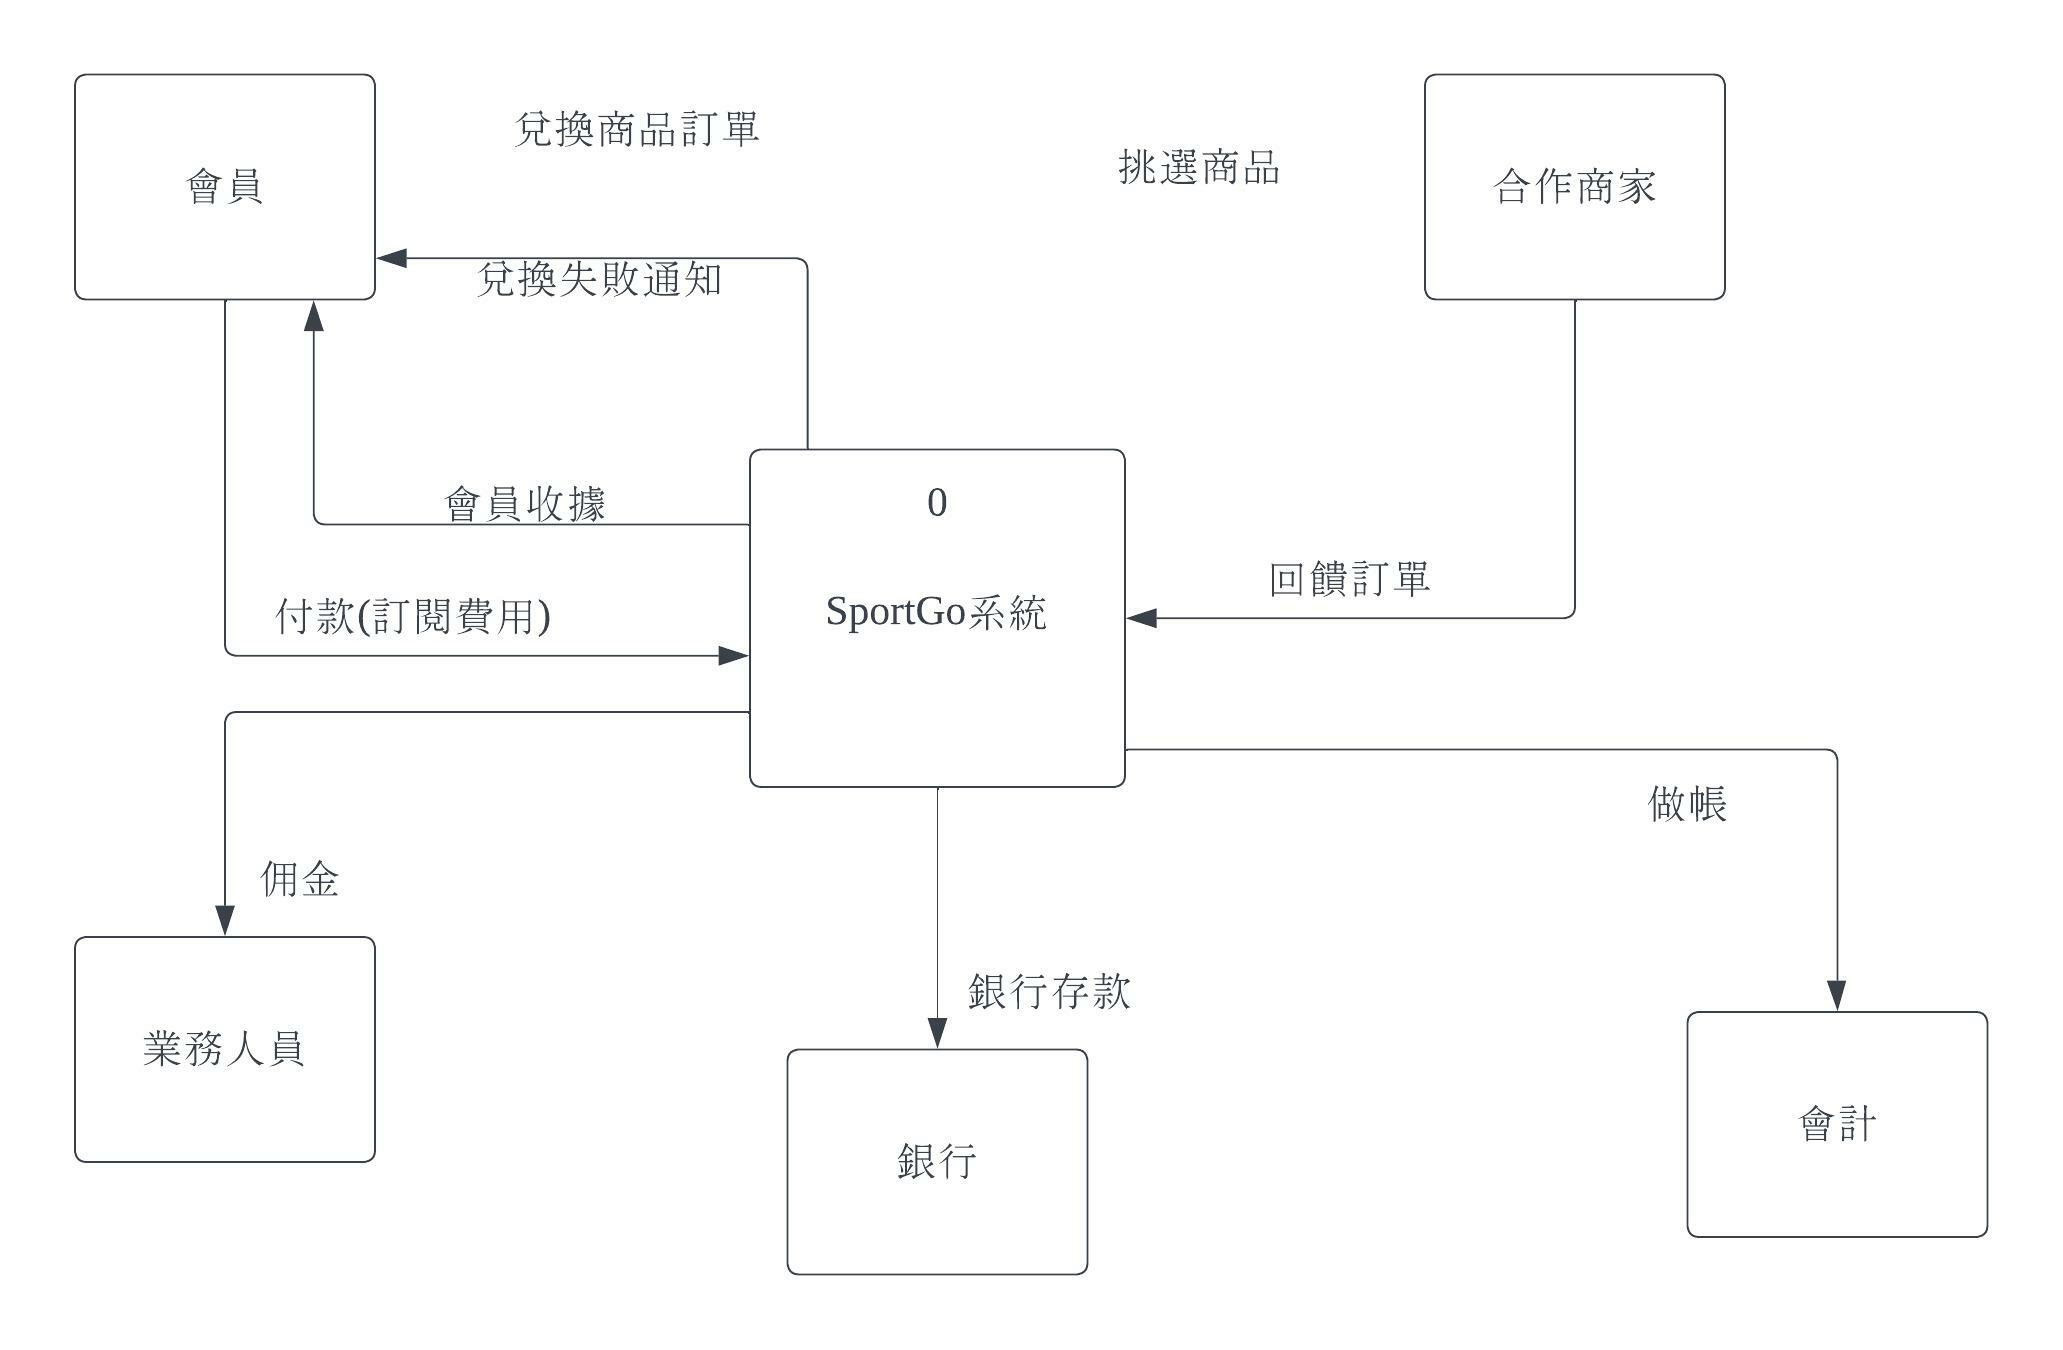 兌換商品訂單
挑選商品
會員
合作商家
兌換失敗通知
會員收據
0
SportGo系統
回饋訂單
付款(訂閱費用)
做帳
佣金
銀行存款
業務人員
銀行
會計